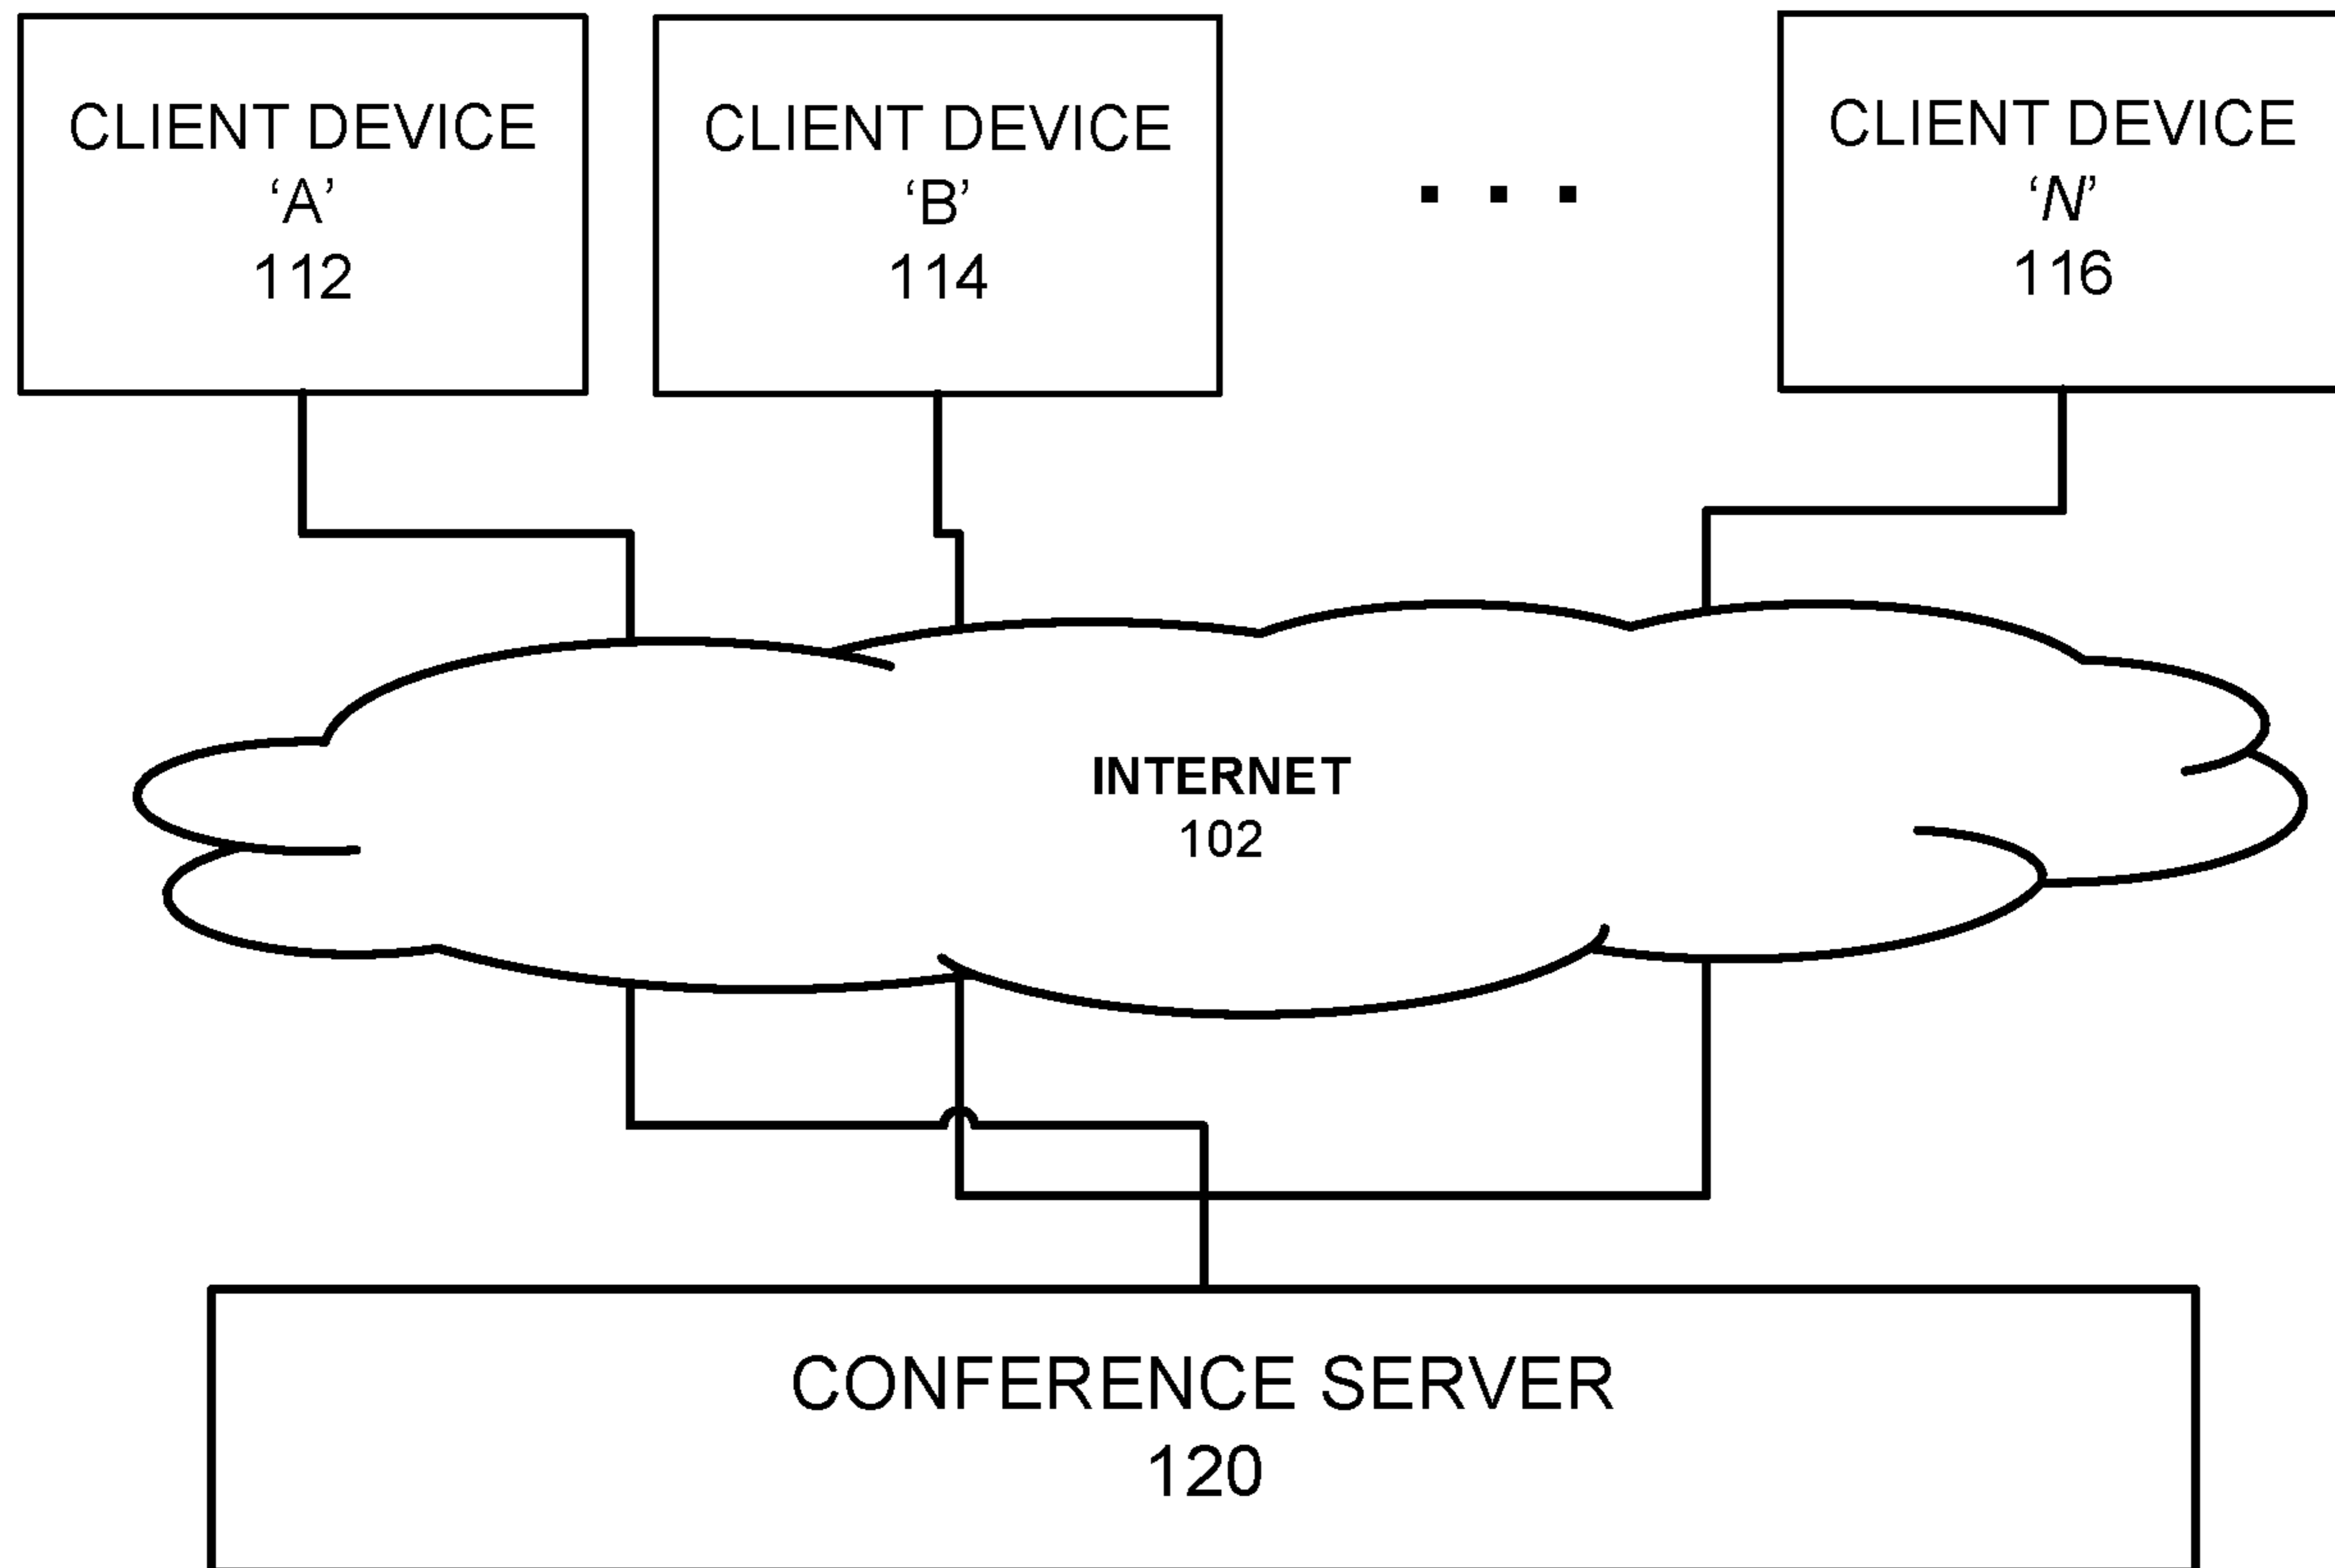 CLIENT DEVICE
‘A’
112
CLIENT DEVICE
‘B’
114
. . .
CLIENT DEVICE
‘N’
116
INTERNET
102
CONFERENCE SERVER
120